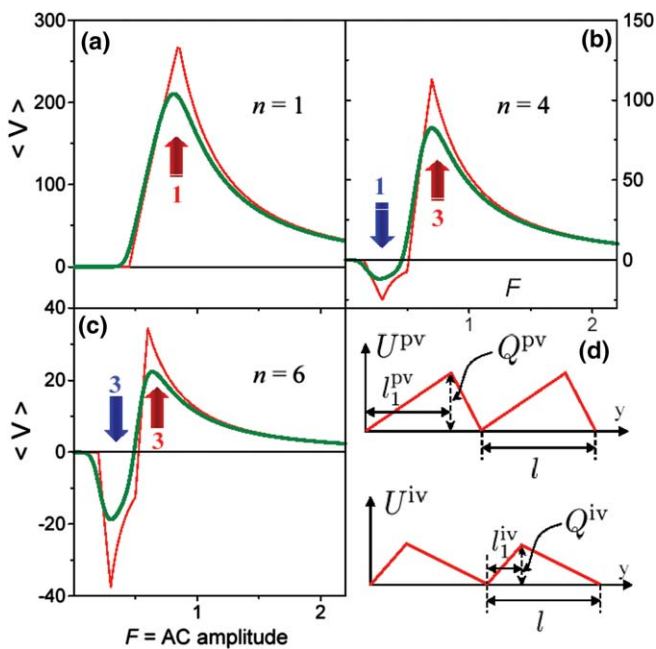 (a)
n = 1
1
< V >
300
200
100
0
(b)
n = 4
1
3
150
100
50
0
F
1
2
(c)
n = 6
3
3
< V >
40
20
0
-20
-40
1
2
F = AC amplitude
(d)
U^pv
Q^pv
l_1^pv
y
l
U^iv
Q^iv
l_1^iv
y
l